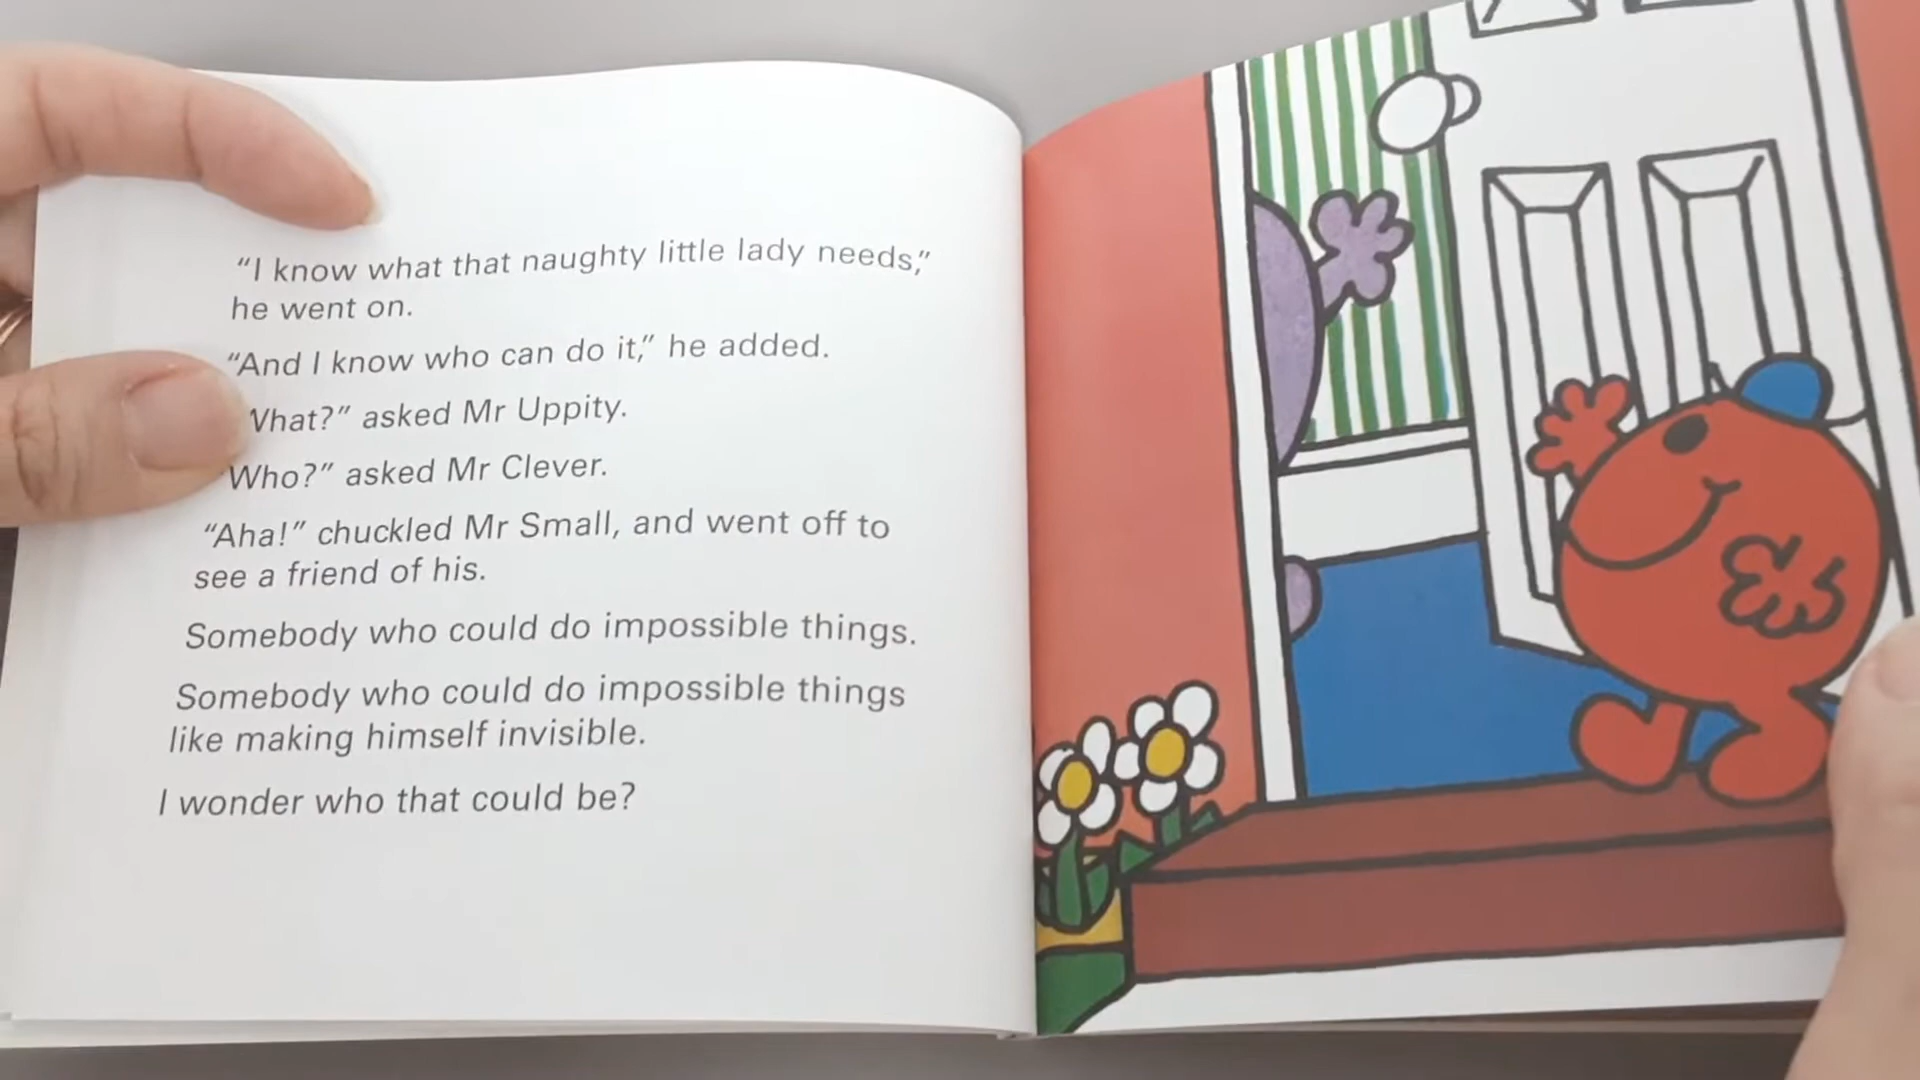 “I know what that naughty little lady needs,”
he went on.
“And I know who can do it,” he added.
What?” asked Mr Uppity.
“Who?” asked Mr Clever.
“Aha!” chuckled Mr Small, and went off to
see a friend of his.
Somebody who could do impossible things.
Somebody who could do impossible things
like making himself invisible.
I wonder who that could be?